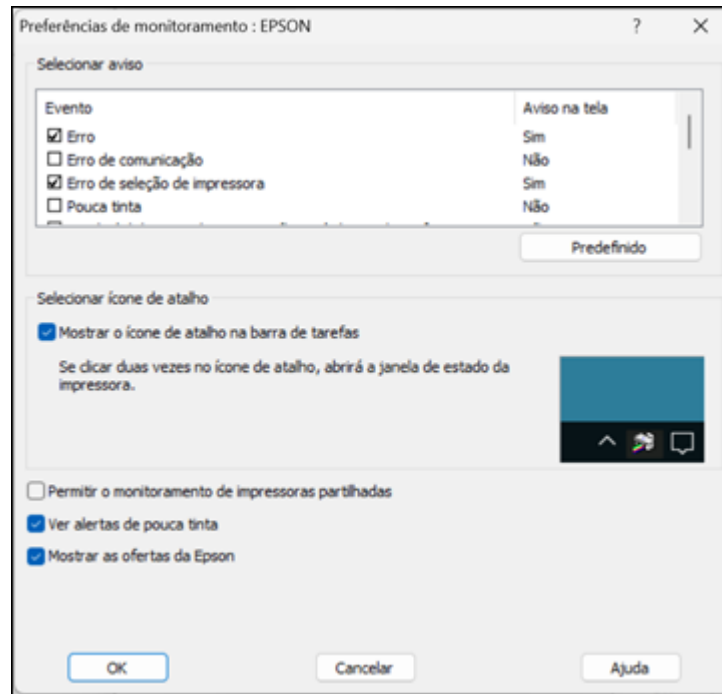 Preferências de monitoramento : EPSON
Selecionar aviso
Evento Aviso na tela
Erro Sim
Erro de comunicação Não
Erro de seleção de impressora Sim
Pouca tinta Não
Predefinido
Selecionar ícone de atalho
Mostrar o ícone de atalho na barra de tarefas
Se clicar duas vezes no ícone de atalho, abrirá a janela de estado da
impressora.
Permitir o monitoramento de impressoras partilhadas
Ver alertas de pouca tinta
Mostrar as ofertas da Epson
OK Cancelar Ajuda